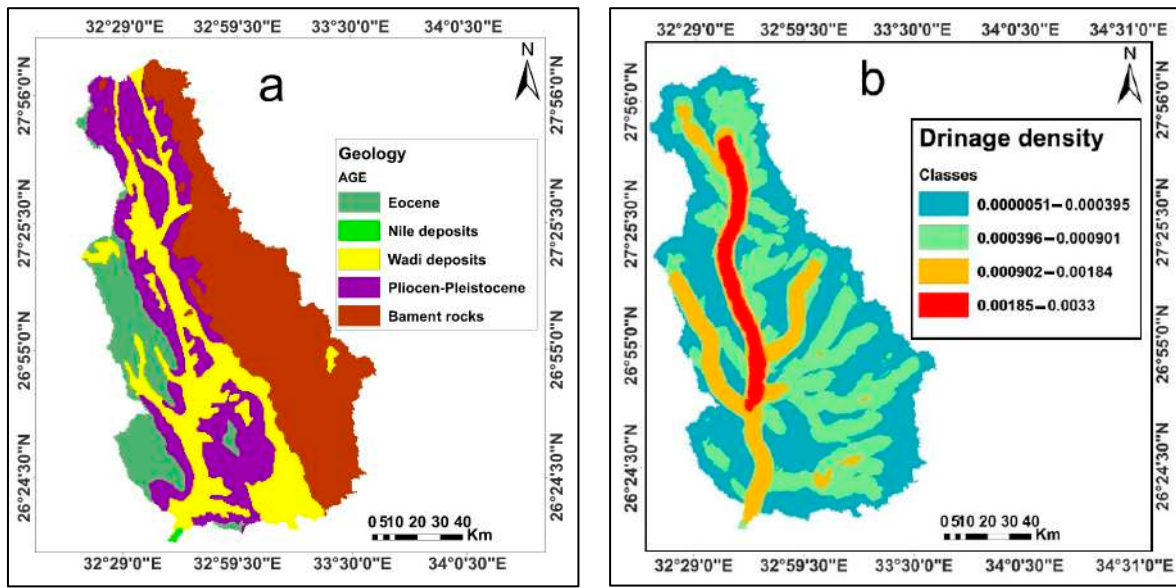 32°29'0"E 32°59'30"E 33°30'0"E 34°0'30"E
27°56'0"N
27°25'30"N
26°55'0"N
26°24'30"N
a
N
Geology
AGE
Eocene
Nile deposits
Wadi deposits
Pliocen-Pleistocene
Bament rocks
27°56'0"N
27°25'30"N
26°55'0"N
26°24'30"N
0 5 10 20 30 40
Km
32°29'0"E 32°59'30"E 33°30'0"E 34°0'30"E
32°29'0"E 32°59'30"E 33°30'0"E 34°0'30"E 34°31'0"E
27°56'0"N
27°25'30"N
26°55'0"N
26°24'30"N
b
N
Drinage density
Classes
0.0000051–0.000395
0.000396–0.000901
0.000902–0.00184
0.00185–0.0033
27°56'0"N
27°25'30"N
26°55'0"N
26°24'30"N
0 5 10 20 30 40
Km
32°29'0"E 32°59'30"E 33°30'0"E 34°0'30"E 34°31'0"E